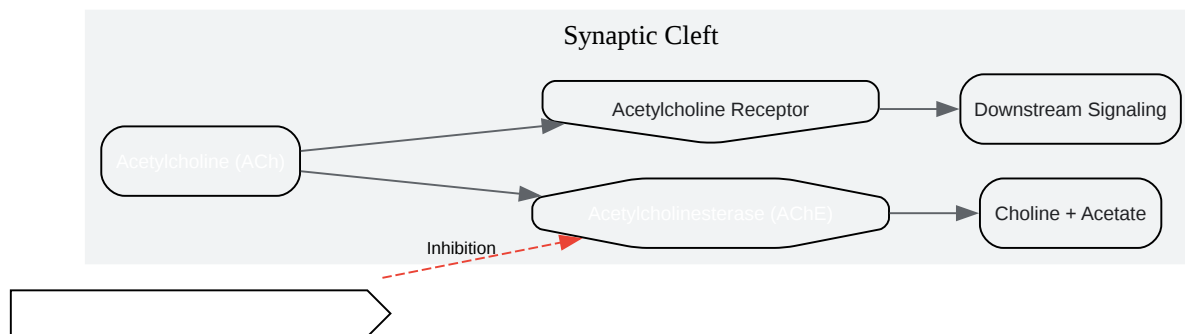 Synaptic Cleft
Acetylcholine Receptor
Downstream Signaling
Acetylcholine (ACh)
Acetylcholinesterase (AChE)
Choline + Acetate
Inhibition